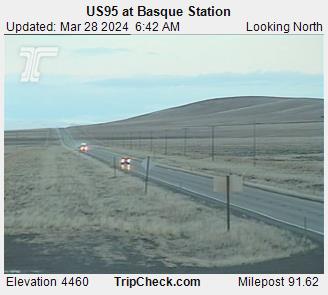 US95 at Basque Station
Updated: Mar 28 2024 6:42 AM Looking North
Elevation 4460 TripCheck.com Milepost 91.62